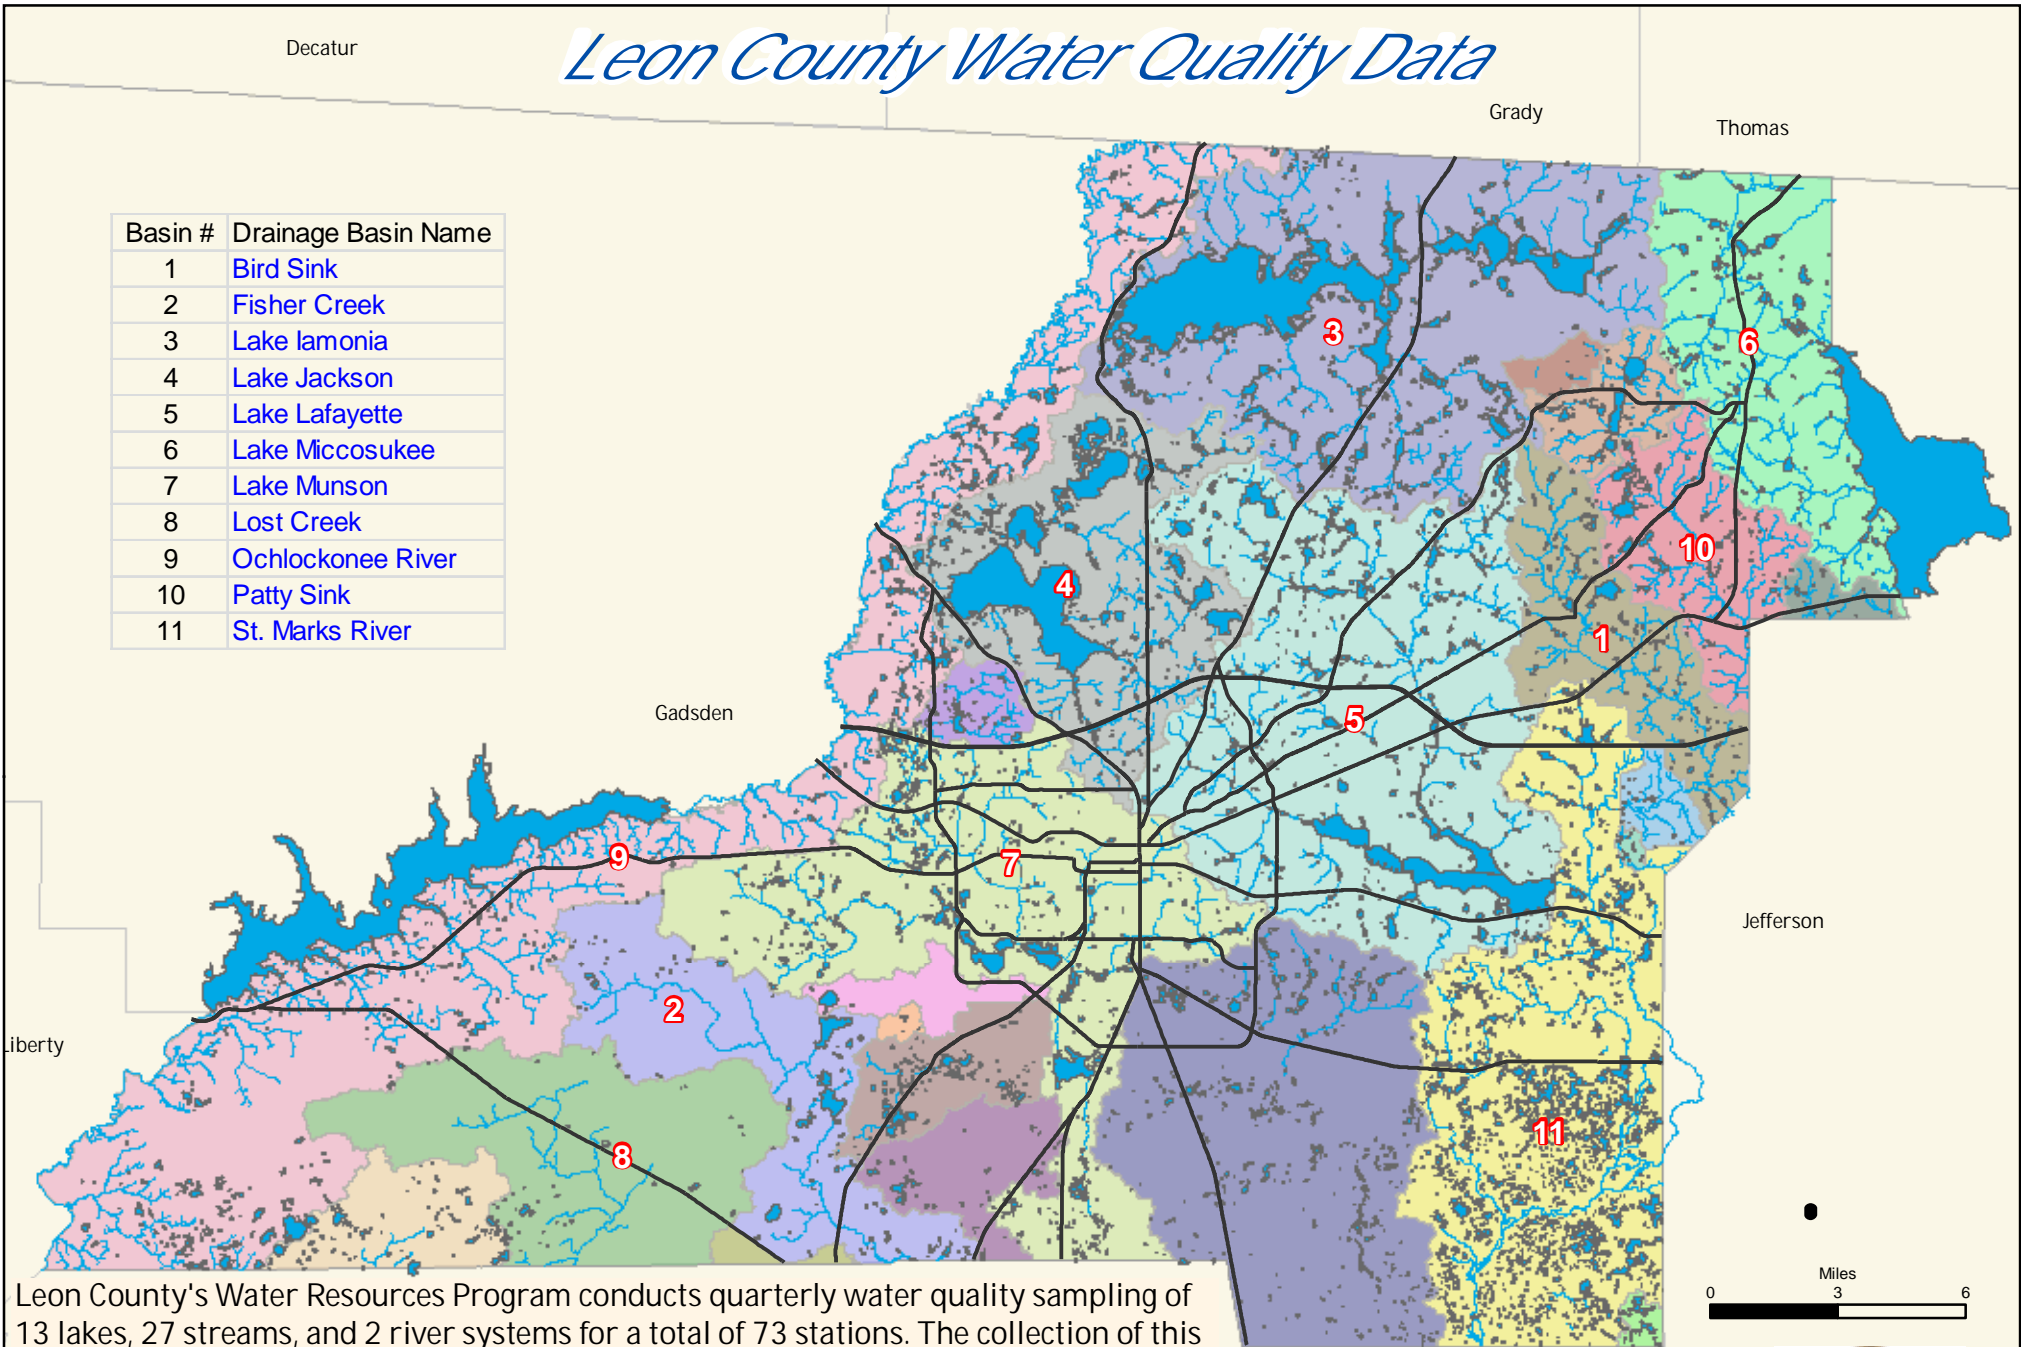 Leon County Water Quality Data
Decatur
Grady
Thomas
Basin # Drainage Basin Name
1 Bird Sink
2 Fisher Creek
3 Lake Iamonia
4 Lake Jackson
5 Lake Lafayette
6 Lake Miccosukee
7 Lake Munson
8 Lost Creek
9 Ochlockonee River
10 Patty Sink
11 St. Marks River
3
6
10
4
1
Gadsden
5
9
7
Jefferson
2
Liberty
11
8
Miles
0 3 6
Leon County's Water Resources Program conducts quarterly water quality sampling of
13 lakes, 27 streams, and 2 river systems for a total of 73 stations. The collection of this